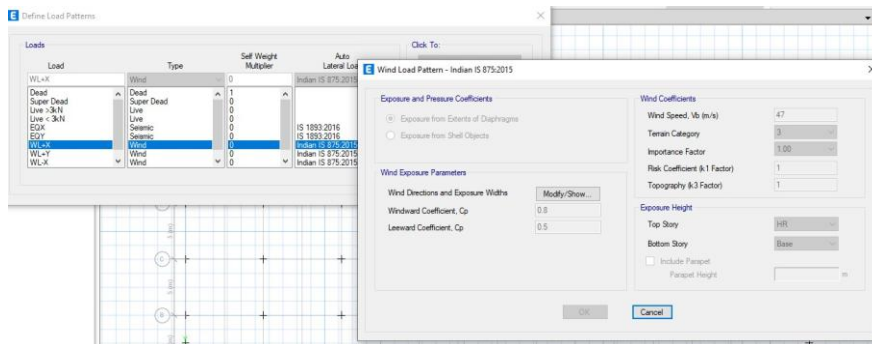 Define Load Patterns
Loads
Click To:
Load
Type
Self Weight
Multiplier
Auto
Lateral Loa
WL+X
Wind
0
Indian IS 875:2015
Dead Dead 1
Super Dead Super Dead 0
Live >3kN Live 0
Live < 3kN Live 0
EQX Seismic 0 IS 1893:2016
EQY Seismic 0 IS 1893:2016
WL+X Wind 0 Indian IS 875:2015
WL+Y Wind 0 Indian IS 875:2015
WL-X Wind 0 Indian IS 875:2015
Wind Load Pattern - Indian IS 875:2015
Exposure and Pressure Coefficients
Exposure from Extents of Diaphragms
Exposure from Shell Objects
Wind Exposure Parameters
Wind Directions and Exposure Widths
Modify/Show...
Windward Coefficient, Cp
0.8
Leeward Coefficient, Cp
0.5
Wind Coefficients
Wind Speed, Vb (m/s)
47
Terrain Category
3
Importance Factor
1.00
Risk Coefficient (k1 Factor)
1
Topography (k3 Factor)
1
Exposure Height
Top Story
HR
Bottom Story
Base
Include Parapet
Parapet Height
m
OK
Cancel
C
B